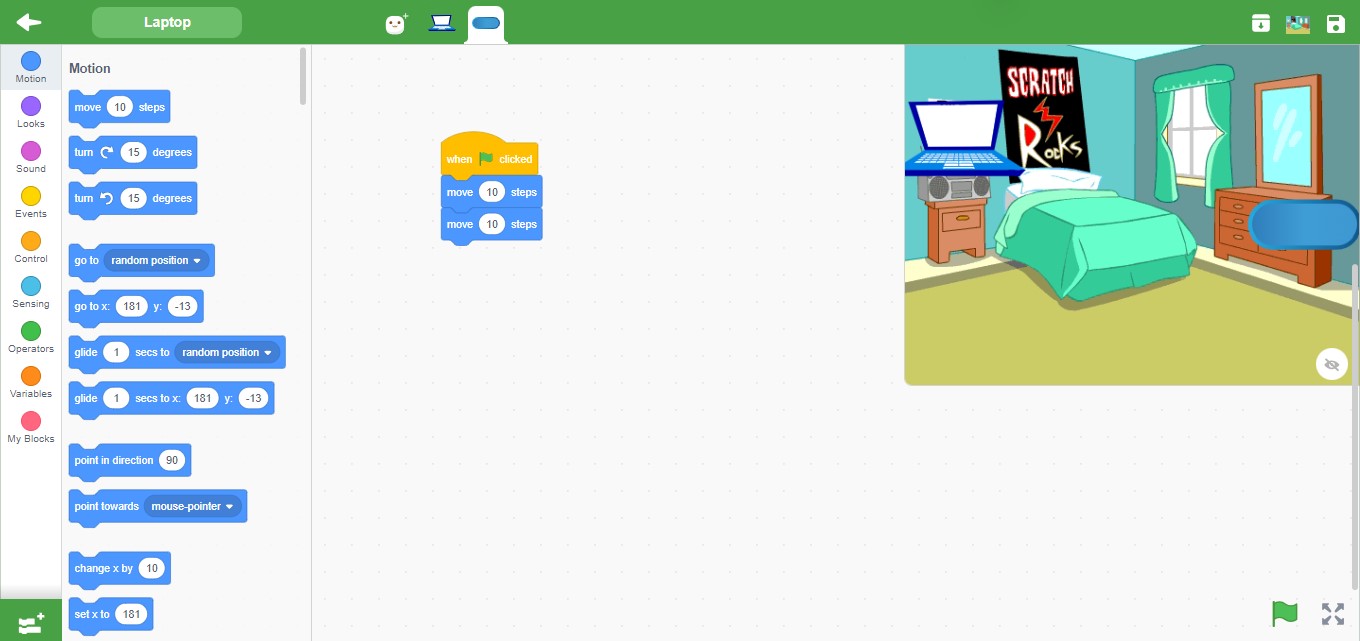 Laptop
Motion
Looks
Sound
Events
Control
Sensing
Operators
Variables
My Blocks
Motion
move 10 steps
turn 15 degrees
turn 15 degrees
go to random position
go to x: 181 y: -13
glide 1 secs to random position
glide 1 secs to x: 181 y: -13
point in direction 90
point towards mouse-pointer
change x by 10
set x to 181
when clicked
move 10 steps
move 10 steps
SCRATCH
Rocks